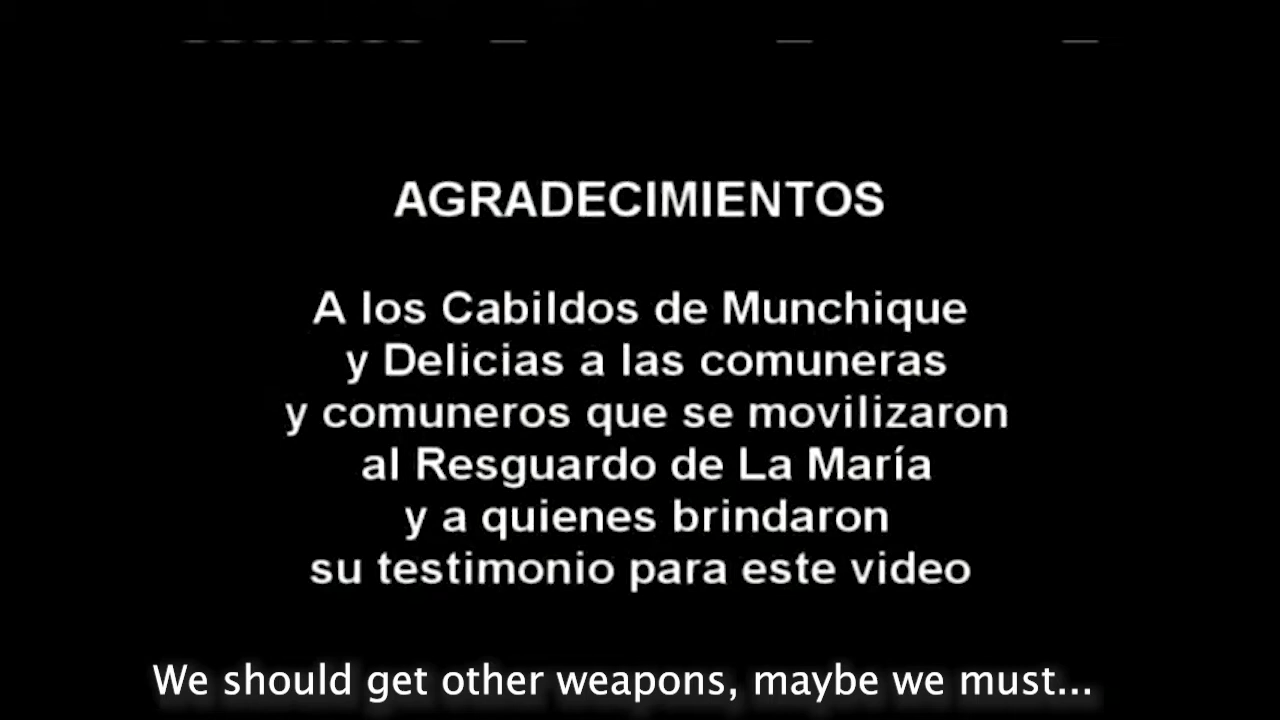 AGRADECIMIENTOS
A los Cabildos de Munchique
y Delicias a las comuneras
y comuneros que se movilizaron
al Resguardo de La María
y a quienes brindaron
su testimonio para este video
We should get other weapons, maybe we must...